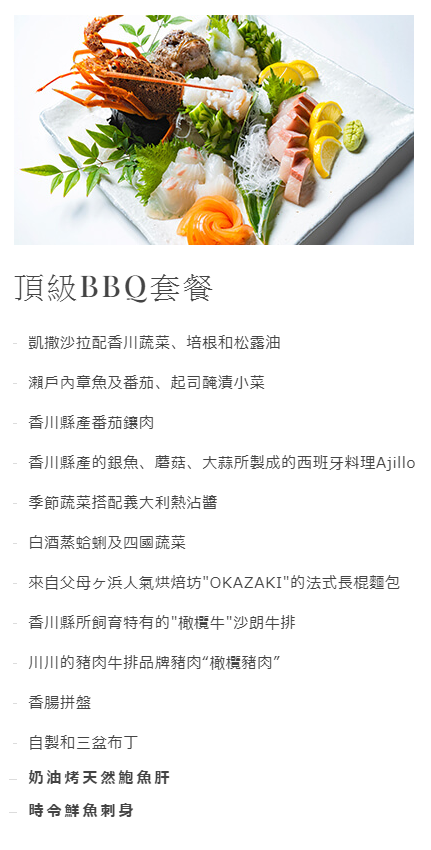 頂級BBQ套餐
凱撒沙拉配香川蔬菜、培根和松露油
瀨戶內章魚及番茄、起司醃漬小菜
香川縣產番茄鑲肉
香川縣產的銀魚、蘑菇、大蒜所製成的西班牙料理Ajillo
季節蔬菜搭配義大利熱沾醬
白酒蒸蛤蜊及四國蔬菜
來自父母ヶ浜人氣烘焙坊"OKAZAKI"的法式長棍麵包
香川縣所飼育特有的"橄欖牛"沙朗牛排
川川的豬肉牛排品牌豬肉“橄欖豬肉”
香腸拼盤
自製和三盆布丁
奶油烤天然鮑魚肝
時令鮮魚刺身